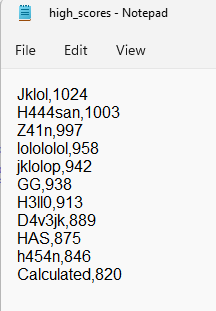 high_scores - Notepad
File Edit View
Jklol,1024
H444san,1003
Z41n,997
lolololol,958
jklolop,942
GG,938
H3ll0,913
D4v3jk,889
HAS,875
h454n,846
Calculated,820